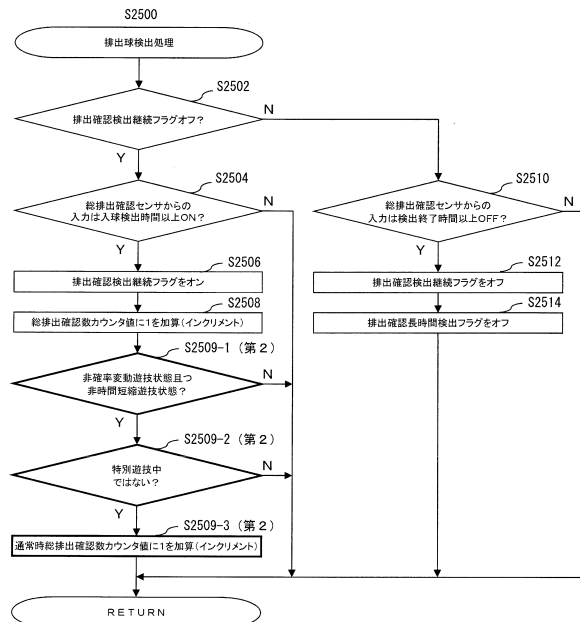 S2500
排出球検出処理
S2502
排出確認検出継続フラグオフ?
N
Y
S2504
総排出確認センサからの
入力は入球検出時間以上ON?
N
Y
S2506
排出確認検出継続フラグをオン
S2508
総排出確認数カウンタ値に1を加算(インクリメント)
S2509-1 (第2)
非確率変動遊技状態且つ
非時間短縮遊技状態?
N
Y
S2509-2 (第2)
特別遊技中
ではない?
N
Y
S2509-3 (第2)
通常時総排出確認数カウンタ値に1を加算(インクリメント)
S2510
総排出確認センサからの
入力は検出終了時間以上OFF?
N
Y
S2512
排出確認検出継続フラグをオフ
S2514
排出確認長時間検出フラグをオフ
RETURN